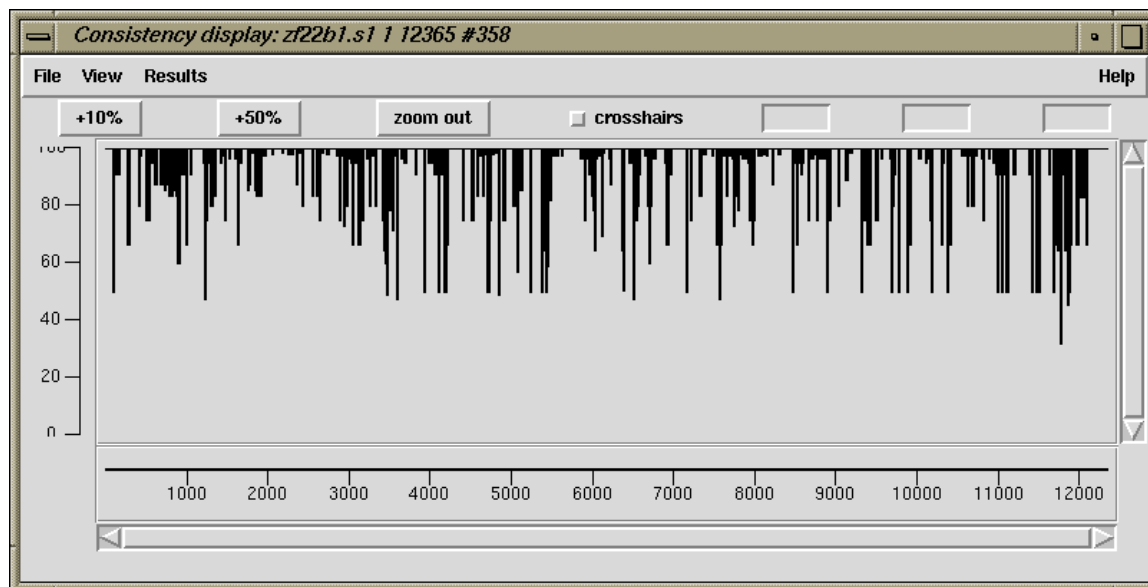 Consistency display: zf22b1.s1 1 12365 #358
File View Results Help
+10% +50% zoom out crosshairs
100
80
60
40
20
0
1000 2000 3000 4000 5000 6000 7000 8000 9000 10000 11000 12000